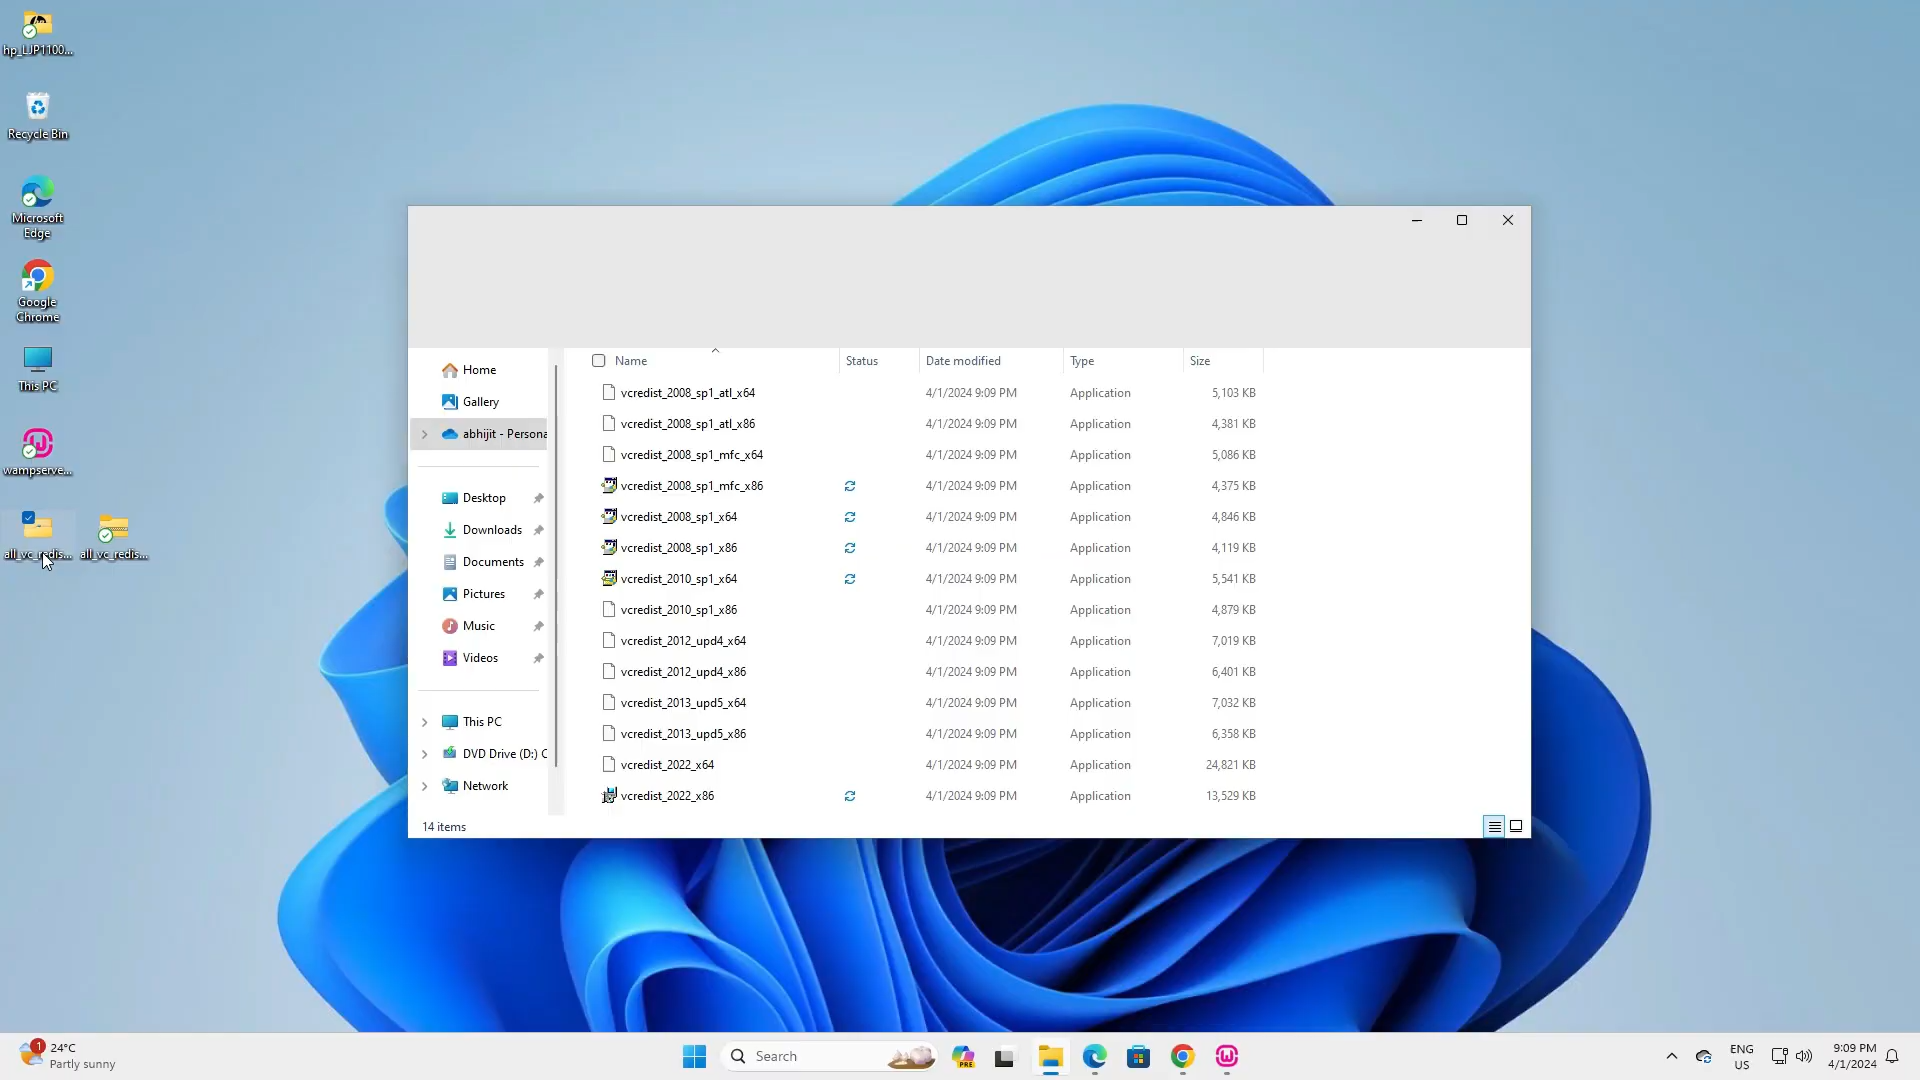 hp_LJP1100...
Recycle Bin
Microsoft
Edge
Google
Chrome
This PC
wampserve...
all_vc_redis...
all_vc_redis...
Name
Status
Date modified
Type
Size
Home
Gallery
abhijit - Persona
Desktop
Downloads
Documents
Pictures
Music
Videos
This PC
DVD Drive (D:) C
Network
vcredist_2008_sp1_atl_x64 4/1/2024 9:09 PM Application 5,103 KB
vcredist_2008_sp1_atl_x86 4/1/2024 9:09 PM Application 4,381 KB
vcredist_2008_sp1_mfc_x64 4/1/2024 9:09 PM Application 5,086 KB
vcredist_2008_sp1_mfc_x86 4/1/2024 9:09 PM Application 4,375 KB
vcredist_2008_sp1_x64 4/1/2024 9:09 PM Application 4,846 KB
vcredist_2008_sp1_x86 4/1/2024 9:09 PM Application 4,119 KB
vcredist_2010_sp1_x64 4/1/2024 9:09 PM Application 5,541 KB
vcredist_2010_sp1_x86 4/1/2024 9:09 PM Application 4,879 KB
vcredist_2012_upd4_x64 4/1/2024 9:09 PM Application 7,019 KB
vcredist_2012_upd4_x86 4/1/2024 9:09 PM Application 6,401 KB
vcredist_2013_upd5_x64 4/1/2024 9:09 PM Application 7,032 KB
vcredist_2013_upd5_x86 4/1/2024 9:09 PM Application 6,358 KB
vcredist_2022_x64 4/1/2024 9:09 PM Application 24,821 KB
vcredist_2022_x86 4/1/2024 9:09 PM Application 13,529 KB
14 items
1
24°C
Partly sunny
Search
PRE
ENG
US
9:09 PM
4/1/2024